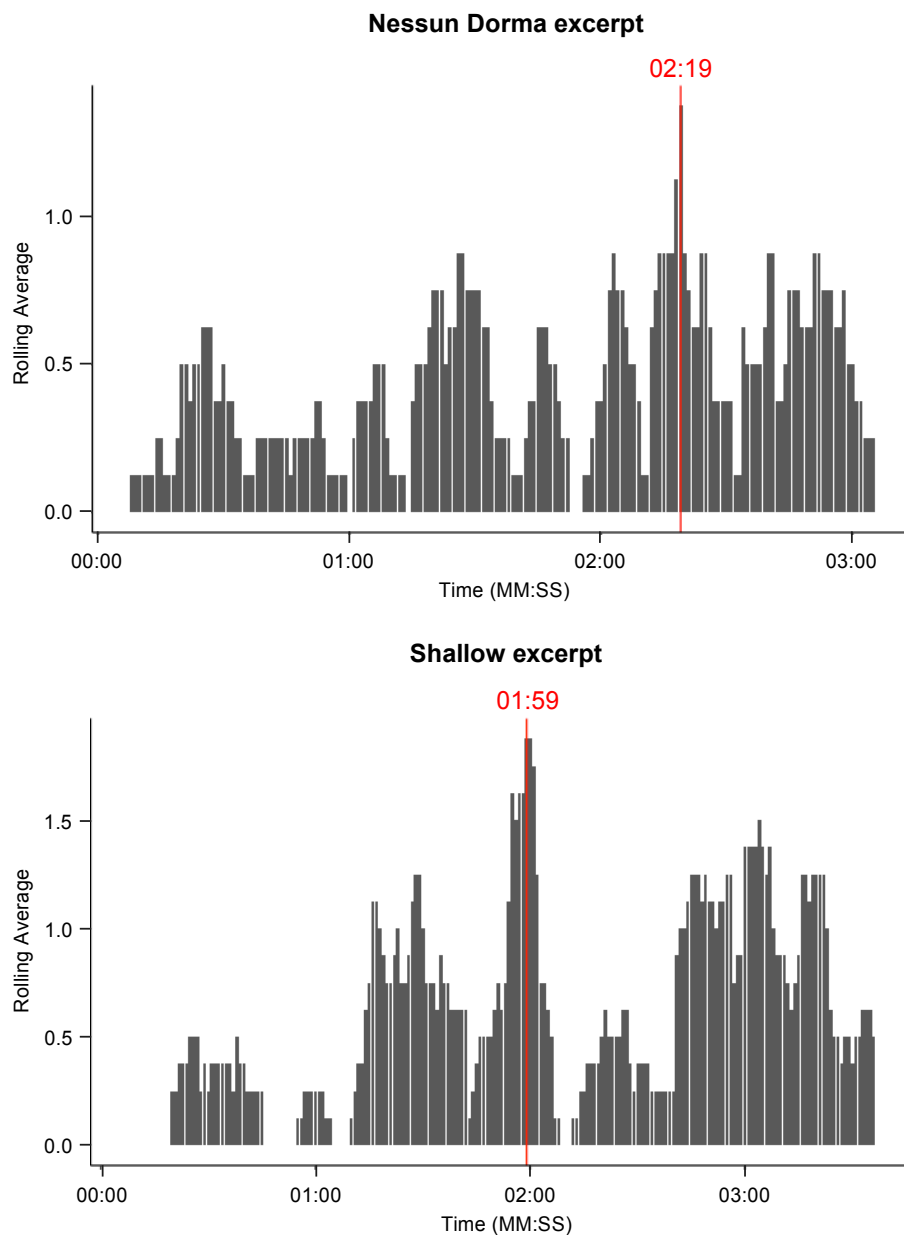 Nessun Dorma excerpt
02:19
1.0
0.5
0.0
Rolling Average
00:00 01:00 02:00 03:00
Time (MM:SS)
Shallow excerpt
01:59
1.5
1.0
0.5
0.0
Rolling Average
00:00 01:00 02:00 03:00
Time (MM:SS)